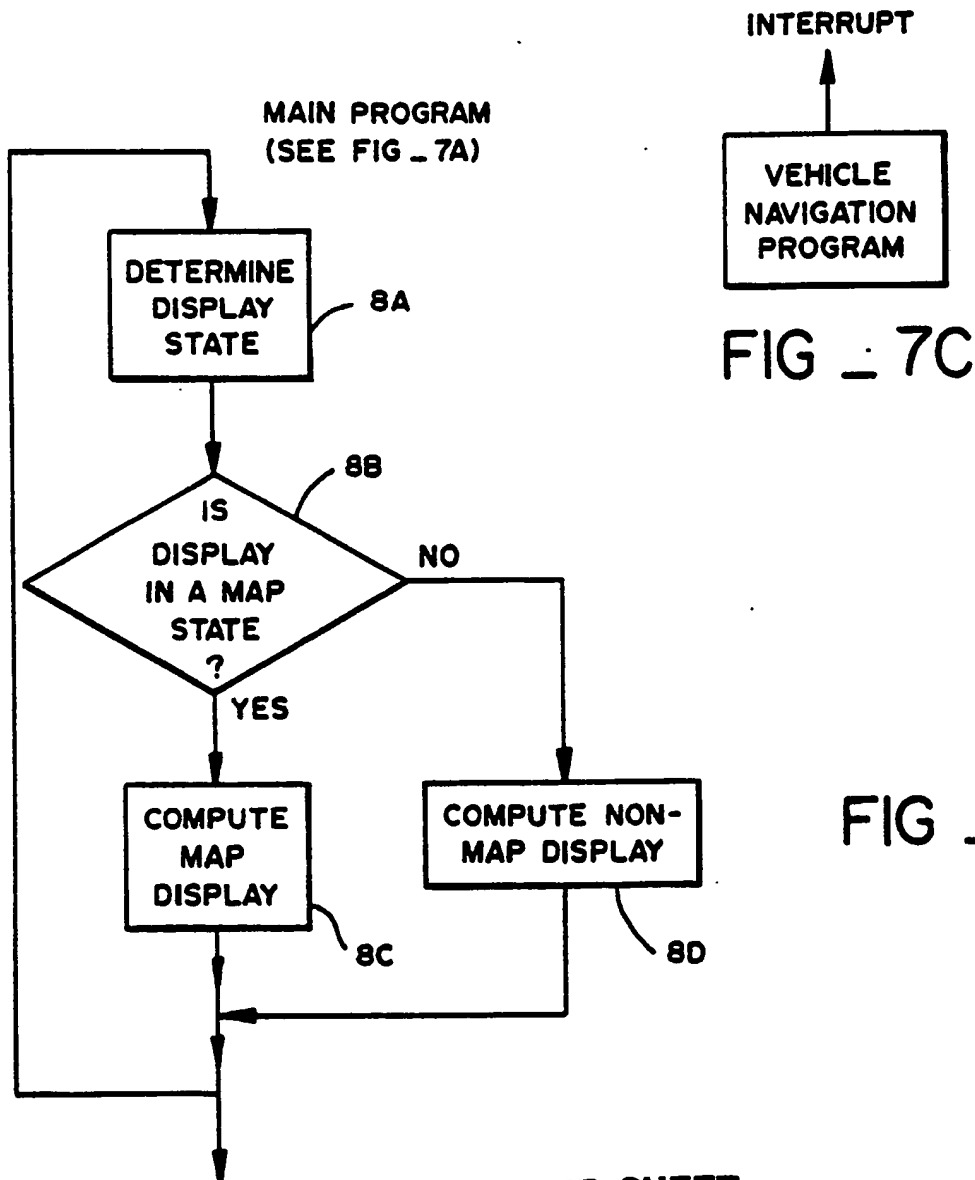 INTERRUPT
MAIN PROGRAM
(SEE FIG _ 7A)
VEHICLE
NAVIGATION
PROGRAM
FIG _ 7C
DETERMINE
DISPLAY
STATE
8A
8B
IS
DISPLAY
IN A MAP
STATE
?
NO
YES
COMPUTE
MAP
DISPLAY
8C
COMPUTE NON-
MAP DISPLAY
8D
FIG _